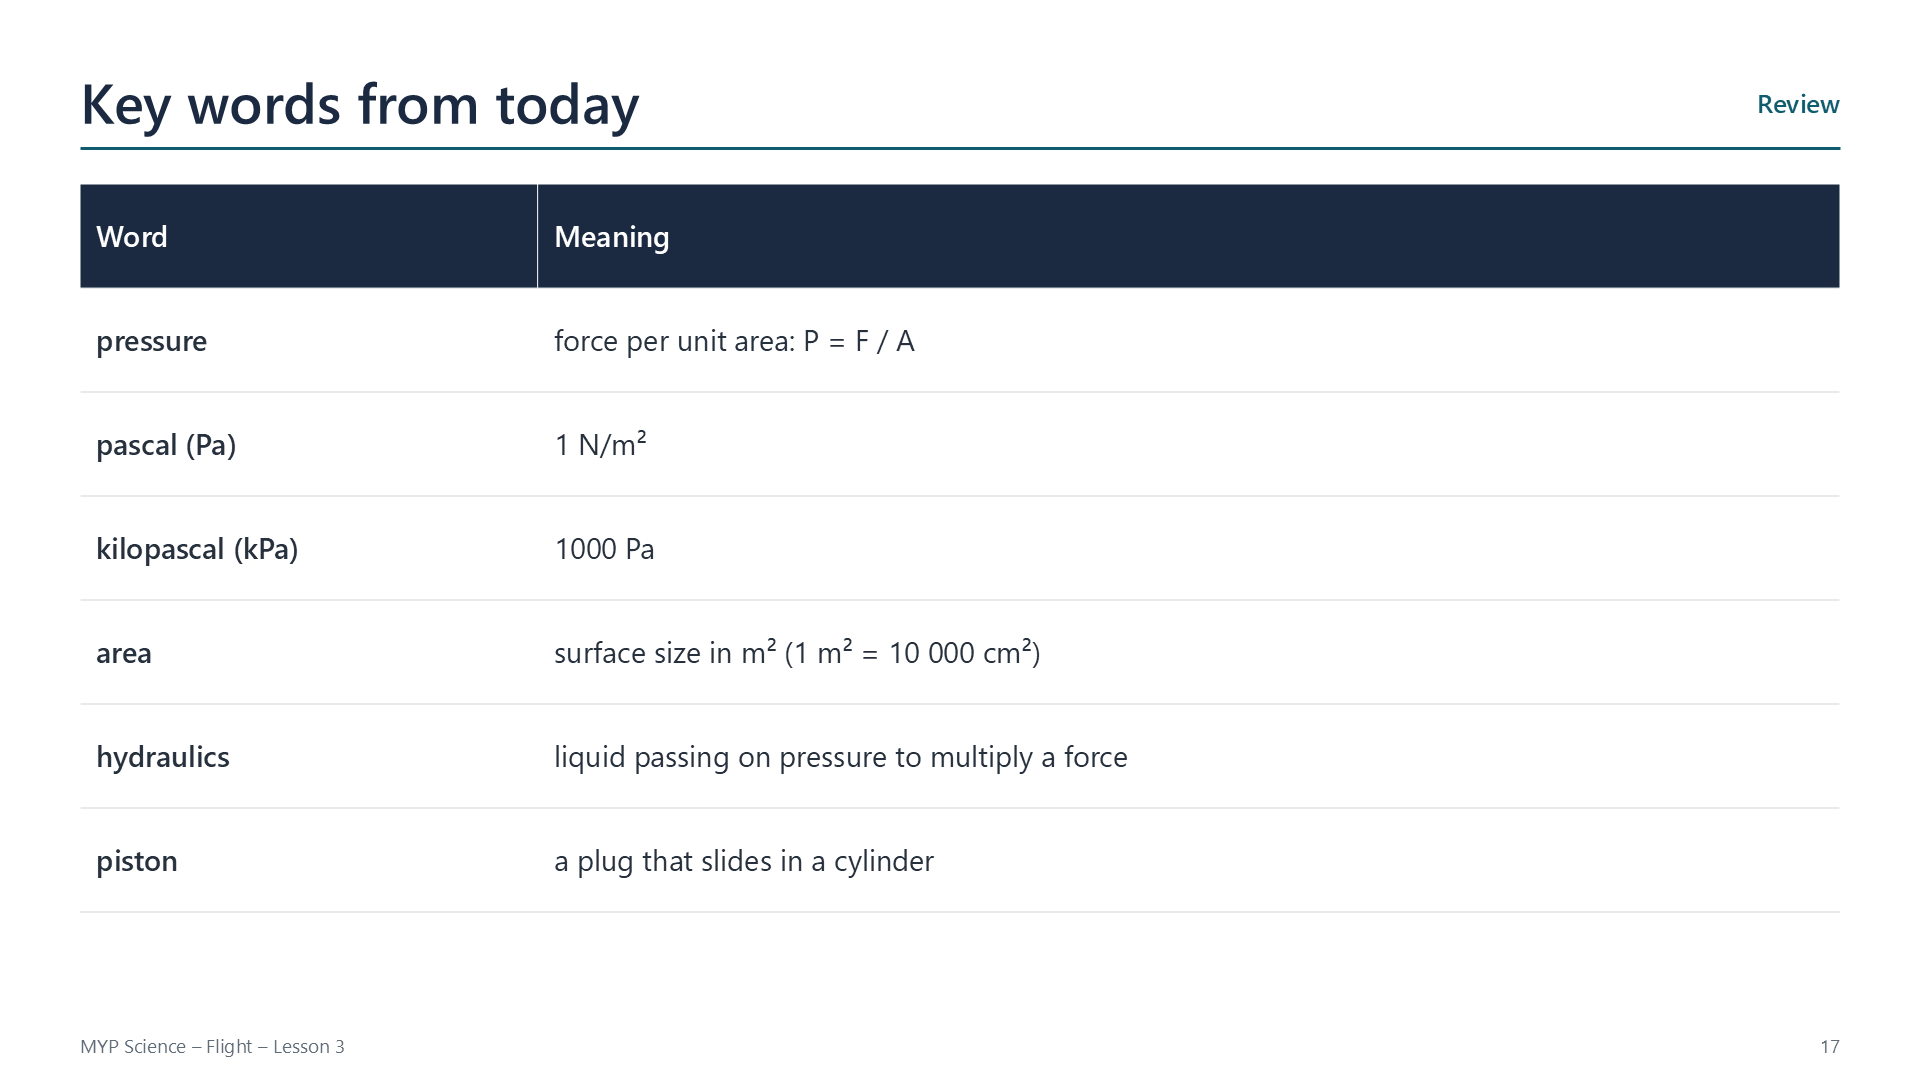 Key words from today
Review
Word Meaning
pressure force per unit area: P = F / A
pascal (Pa) 1 N/m²
kilopascal (kPa) 1000 Pa
area surface size in m² (1 m² = 10 000 cm²)
hydraulics liquid passing on pressure to multiply a force
piston a plug that slides in a cylinder
MYP Science – Flight – Lesson 3
17